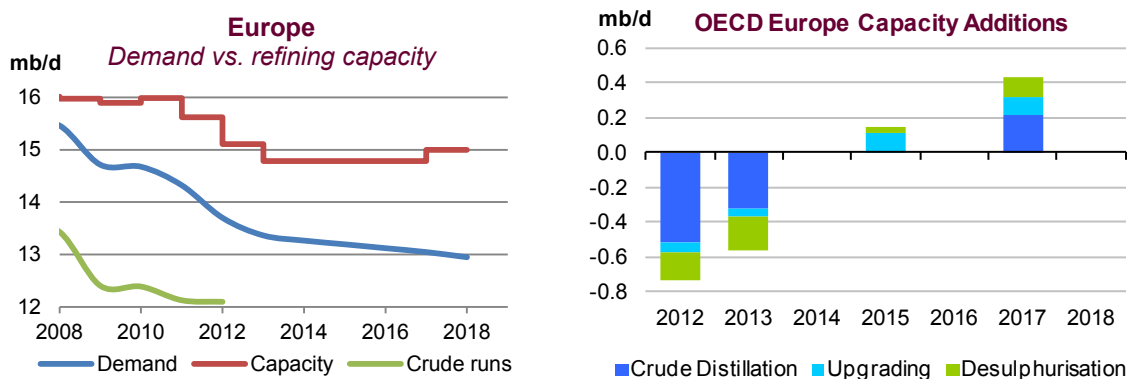 Europe
Demand vs. refining capacity
mb/d
16
15
14
13
12
2008 2010 2012 2014 2016 2018
Demand Capacity Crude runs
mb/d OECD Europe Capacity Additions
0.6
0.4
0.2
0.0
-0.2
-0.4
-0.6
-0.8
2012 2013 2014 2015 2016 2017 2018
Crude Distillation Upgrading Desulphurisation